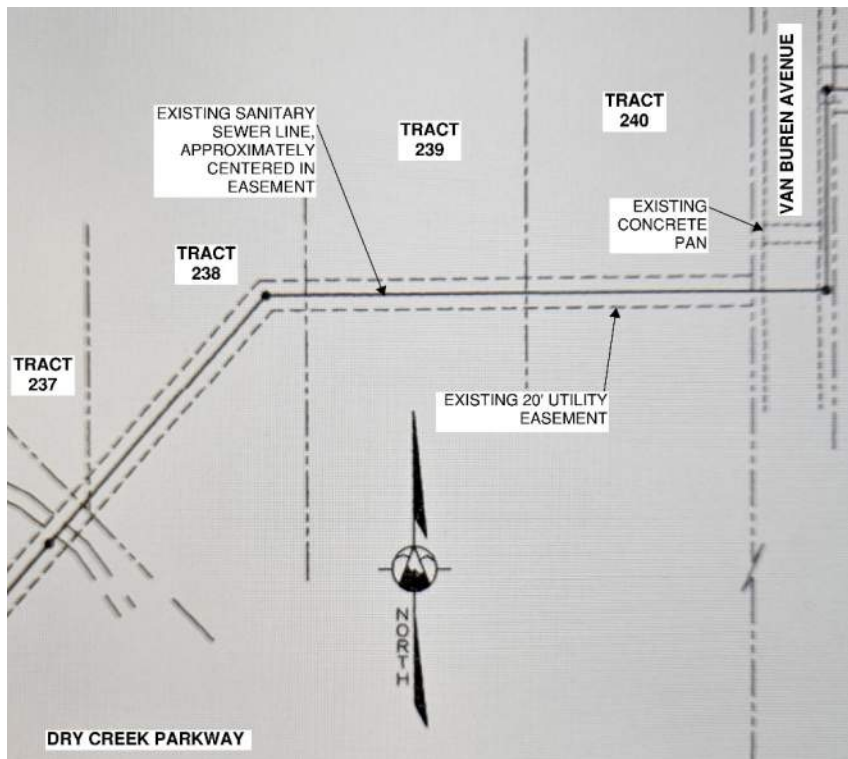 EXISTING SANITARY
SEWER LINE,
APPROXIMATELY
CENTERED IN
EASEMENT
TRACT
239
TRACT
240
VAN BUREN AVENUE
EXISTING
CONCRETE
PAN
TRACT
238
TRACT
237
EXISTING 20' UTILITY
EASEMENT
NORTH
DRY CREEK PARKWAY